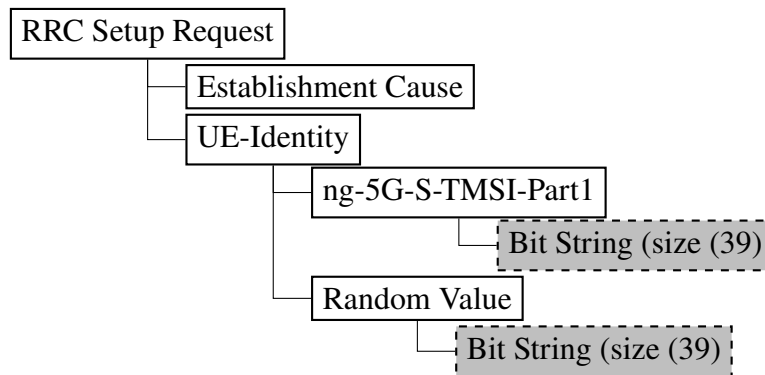 RRC Setup Request
Establishment Cause
UE-Identity
ng-5G-S-TMSI-Part1
Bit String (size (39)
Random Value
Bit String (size (39)